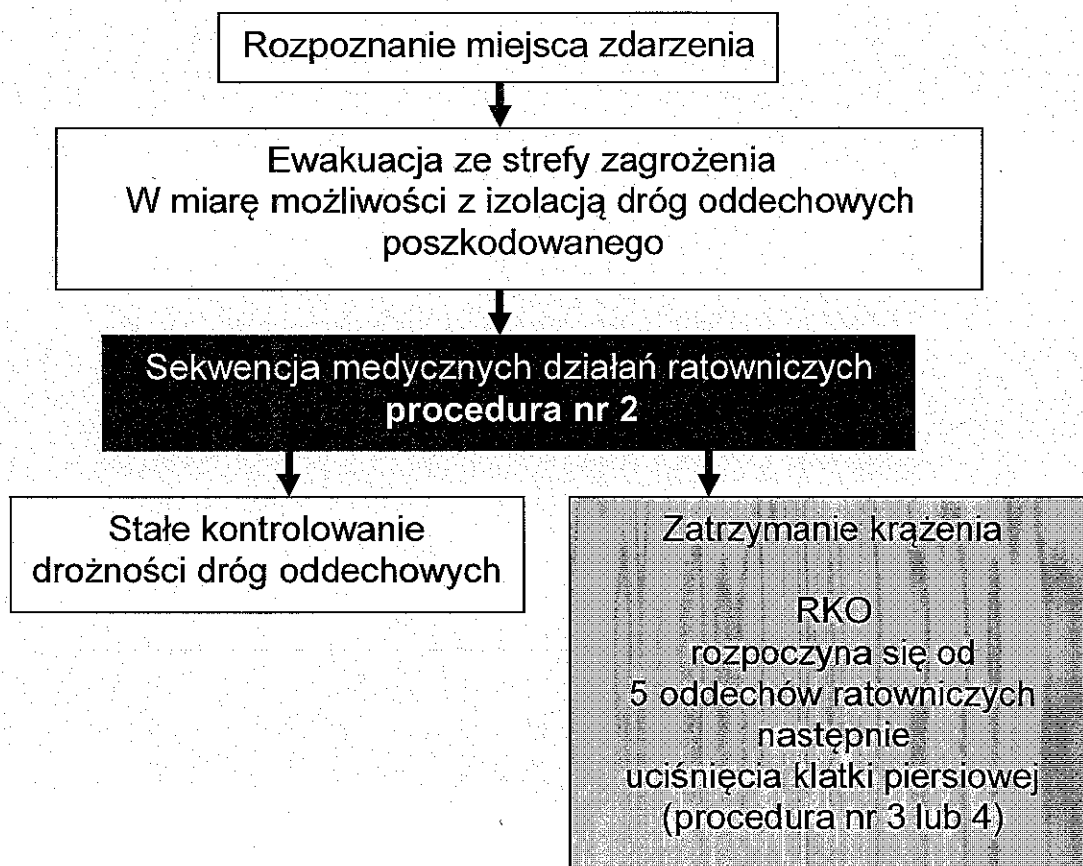 Rozpoznanie miejsca zdarzenia
Ewakuacja ze strefy zagrożenia
W miarę możliwości z izolacją dróg oddechowych
poszkodowanego
Sekwencja medycznych działań ratowniczych
procedura nr 2
Stałe kontrolowanie
drożności dróg oddechowych
Zatrzymanie krążenia
RKO
rozpoczyna się od
5 oddechów ratowniczych
następnie
uciśnięcia klatki piersiowej
(procedura nr 3 lub 4)